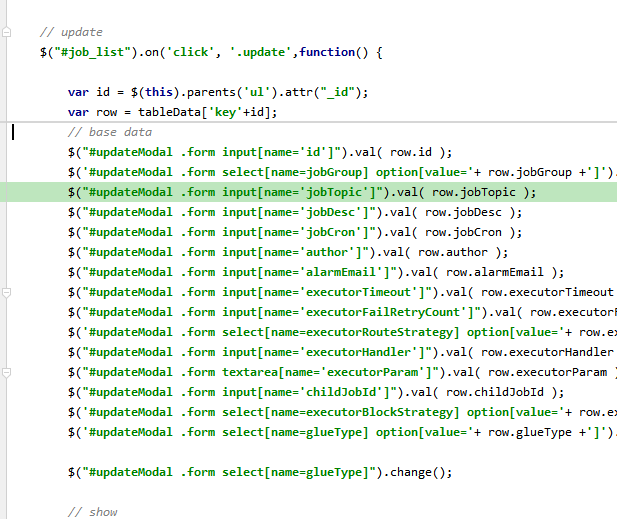 // update
$("#job_list").on('click', '.update',function() {
var id = $(this).parents('ul').attr("_id");
var row = tableData['key'+id];
// base data
$("#updateModal .form input[name='id']").val( row.id );
$('#updateModal .form select[name=jobGroup] option[value='+ row.jobGroup +']').
$("#updateModal .form input[name='jobTopic']").val( row.jobTopic );
$("#updateModal .form input[name='jobDesc']").val( row.jobDesc );
$("#updateModal .form input[name='jobCron']").val( row.jobCron );
$("#updateModal .form input[name='author']").val( row.author );
$("#updateModal .form input[name='alarmEmail']").val( row.alarmEmail );
$("#updateModal .form input[name='executorTimeout']").val( row.executorTimeout
$("#updateModal .form input[name='executorFailRetryCount']").val( row.executorF
$('#updateModal .form select[name=executorRouteStrategy] option[value='+ row.ex
$("#updateModal .form input[name='executorHandler']").val( row.executorHandler
$("#updateModal .form textarea[name='executorParam']").val( row.executorParam )
$("#updateModal .form input[name='childJobId']").val( row.childJobId );
$('#updateModal .form select[name=executorBlockStrategy] option[value='+ row.ex
$('#updateModal .form select[name=glueType] option[value='+ row.glueType +']').
$("#updateModal .form select[name=glueType]").change();
// show